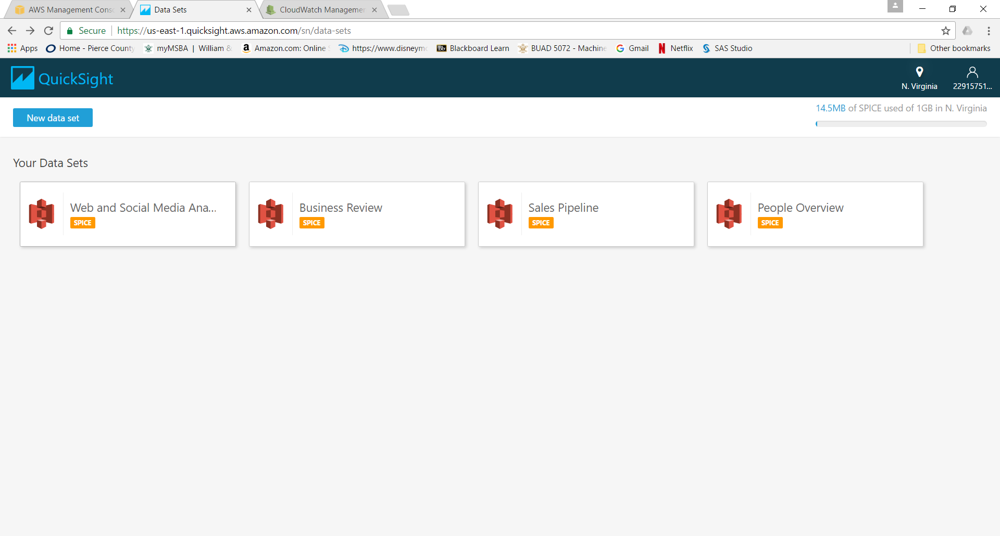 AWS Management Conso
Data Sets
CloudWatch Managemen
Secure
https://us-east-1.quicksight.aws.amazon.com/sn/data-sets
Apps
Home - Pierce County
myMSBA | William &
Amazon.com: Online S
https://www.disneymo
Bb
Blackboard Learn
BUAD 5072 - Machine
Gmail
Netflix
SAS Studio
Other bookmarks
QuickSight
N. Virginia
22915751...
New data set
14.5MB of SPICE used of 1GB in N. Virginia
Your Data Sets
Web and Social Media Ana...
SPICE
Business Review
SPICE
Sales Pipeline
SPICE
People Overview
SPICE